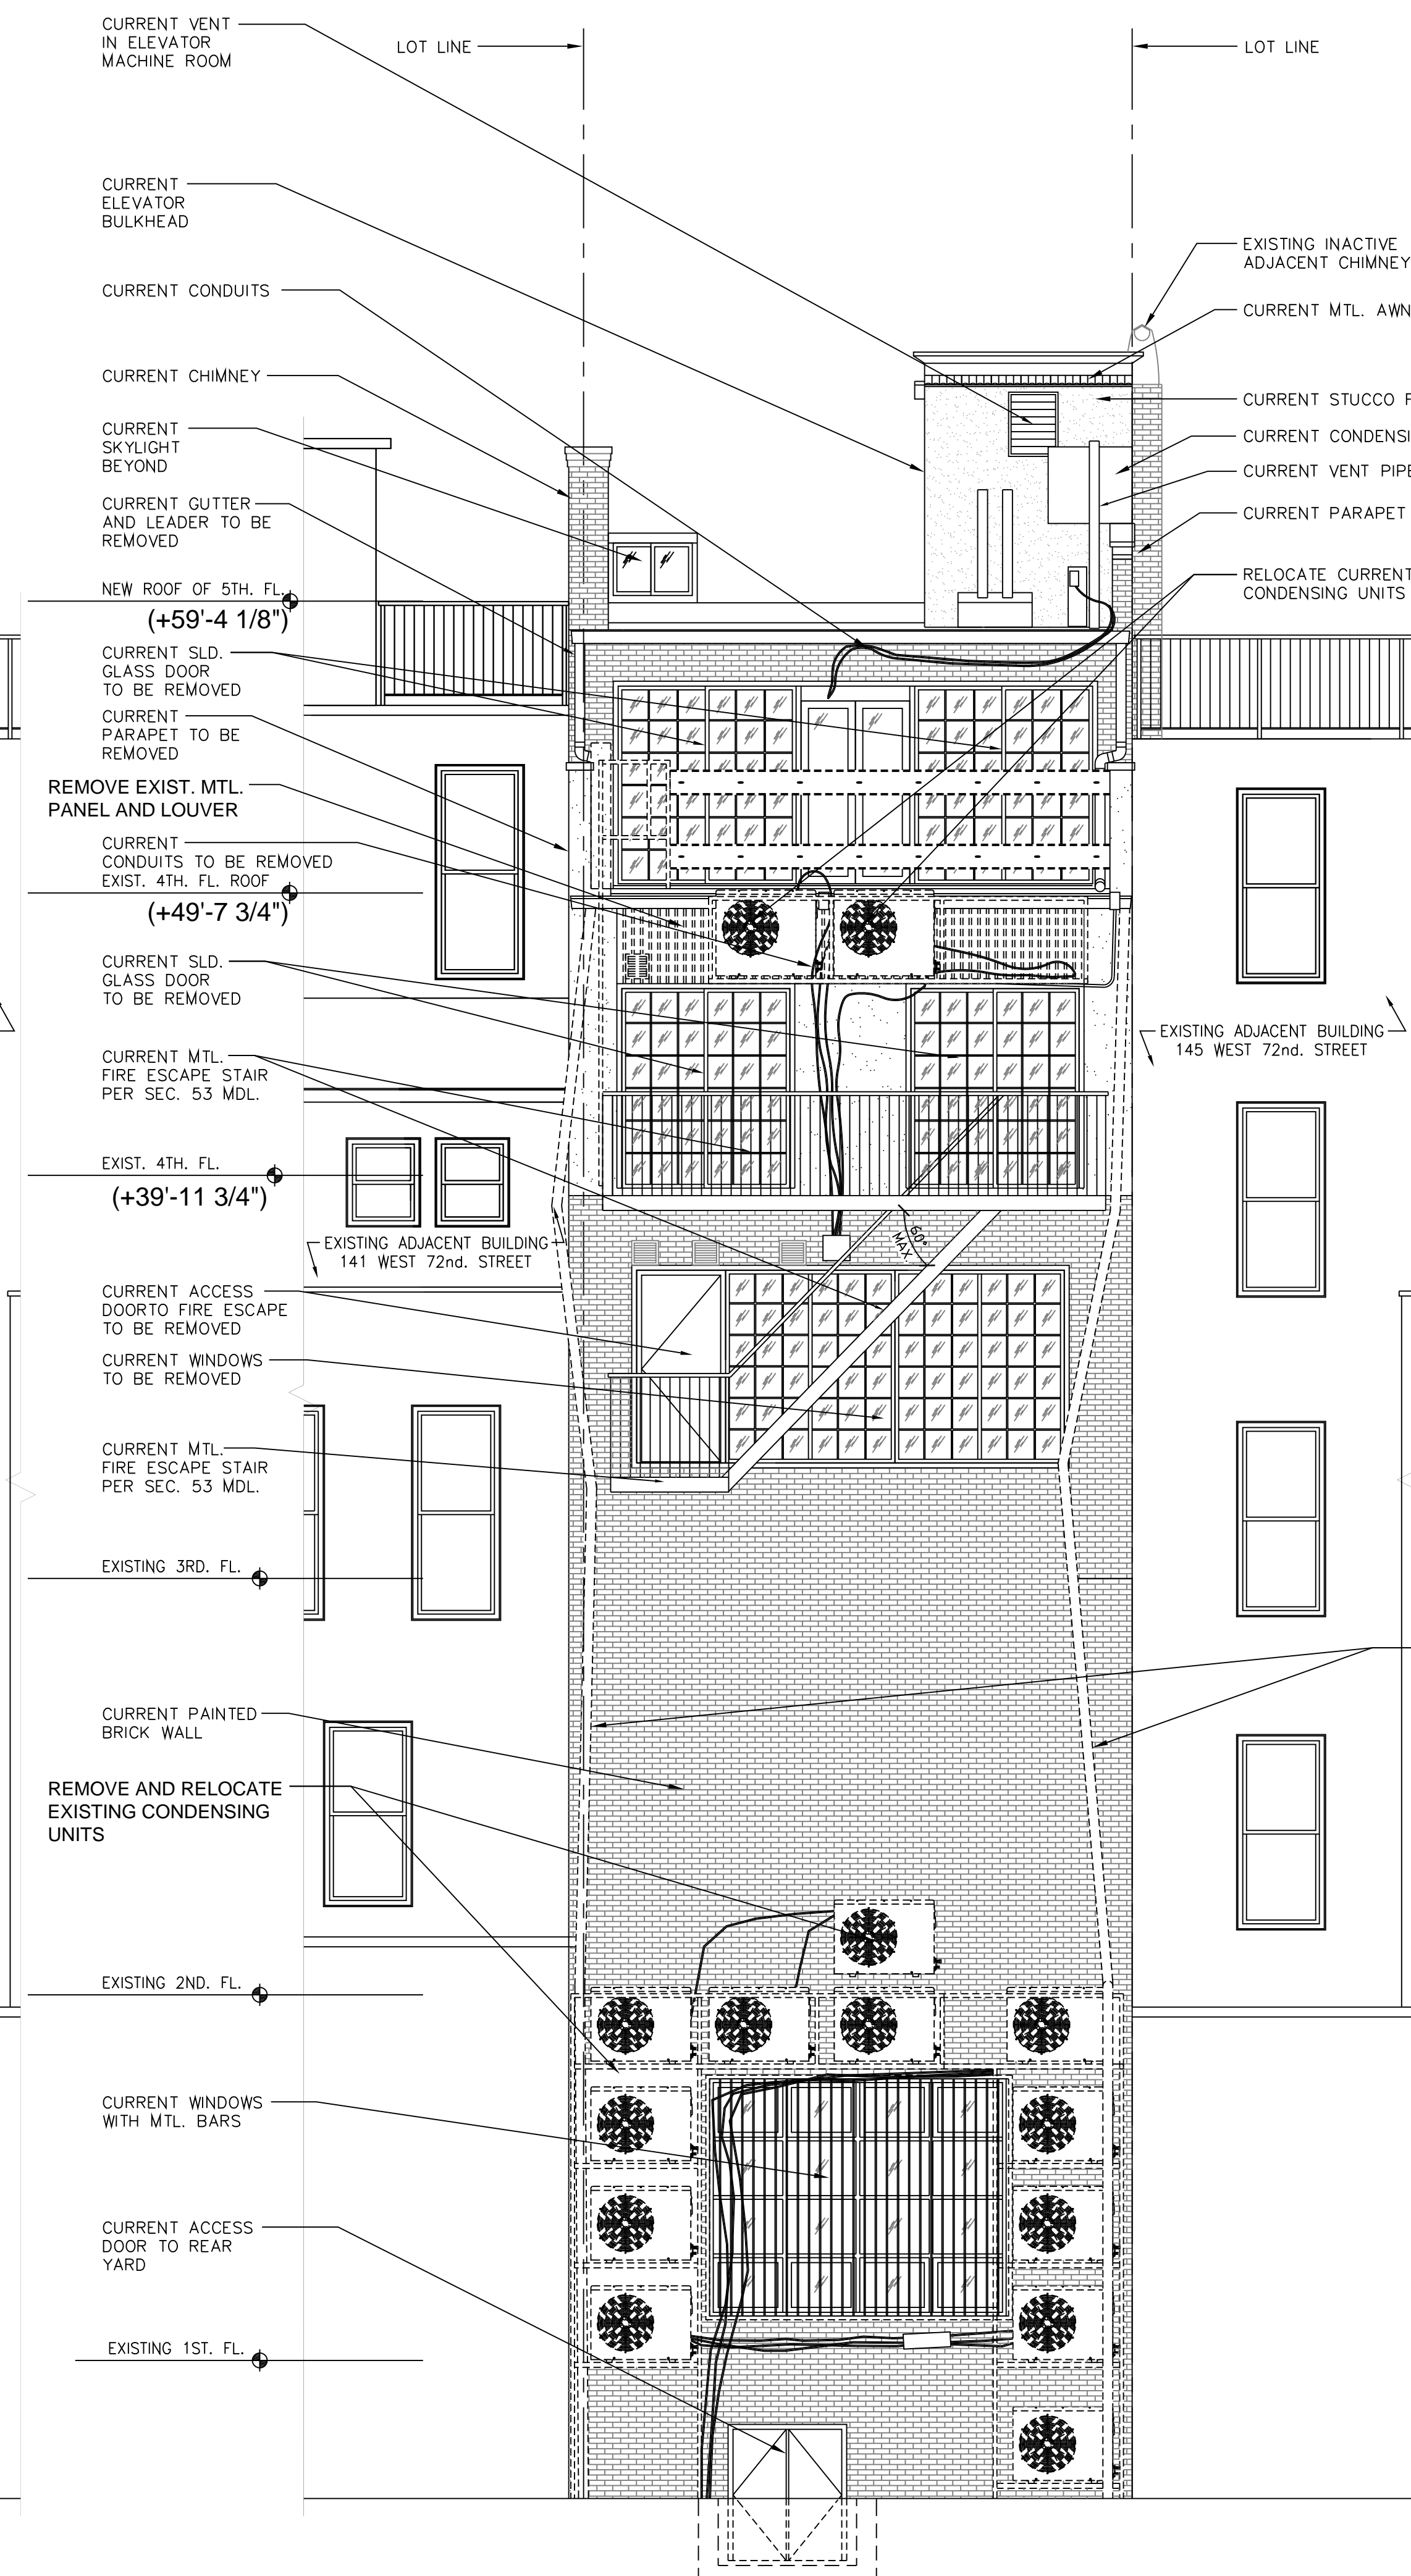 CURRENT VENT
IN ELEVATOR
MACHINE ROOM
LOT LINE
LOT LINE
CURRENT
ELEVATOR
BULKHEAD
EXISTING INACTIVE
ADJACENT CHIMNEY
CURRENT CONDUITS
CURRENT MTL. AWN
CURRENT CHIMNEY
CURRENT STUCCO F
CURRENT
SKYLIGHT
BEYOND
CURRENT CONDENSI
CURRENT VENT PIPE
CURRENT GUTTER
AND LEADER TO BE
REMOVED
CURRENT PARAPET
RELOCATE CURRENT
CONDENSING UNITS
NEW ROOF OF 5TH. FL.
(+59'-4 1/8")
CURRENT SLD.
GLASS DOOR
TO BE REMOVED
CURRENT
PARAPET TO BE
REMOVED
REMOVE EXIST. MTL.
PANEL AND LOUVER
CURRENT
CONDUITS TO BE REMOVED
EXIST. 4TH. FL. ROOF
(+49'-7 3/4")
CURRENT SLD.
GLASS DOOR
TO BE REMOVED
EXISTING ADJACENT BUILDING
145 WEST 72nd. STREET
CURRENT MTL.
FIRE ESCAPE STAIR
PER SEC. 53 MDL.
EXIST. 4TH. FL.
(+39'-11 3/4")
60°
MAX.
EXISTING ADJACENT BUILDING
141 WEST 72nd. STREET
CURRENT ACCESS
DOORTO FIRE ESCAPE
TO BE REMOVED
CURRENT WINDOWS
TO BE REMOVED
CURRENT MTL.
FIRE ESCAPE STAIR
PER SEC. 53 MDL.
EXISTING 3RD. FL.
CURRENT PAINTED
BRICK WALL
REMOVE AND RELOCATE
EXISTING CONDENSING
UNITS
EXISTING 2ND. FL.
CURRENT WINDOWS
WITH MTL. BARS
CURRENT ACCESS
DOOR TO REAR
YARD
EXISTING 1ST. FL.